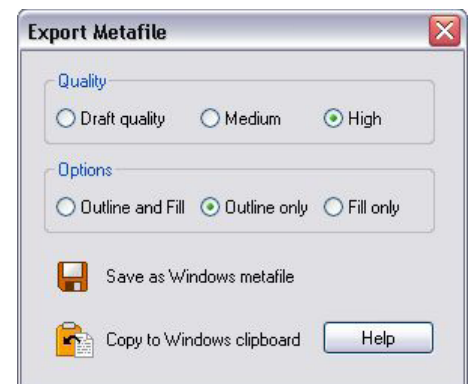 Export Metafile
Quality
Draft quality Medium High
Options
Outline and Fill Outline only Fill only
Save as Windows metafile
Copy to Windows clipboard Help